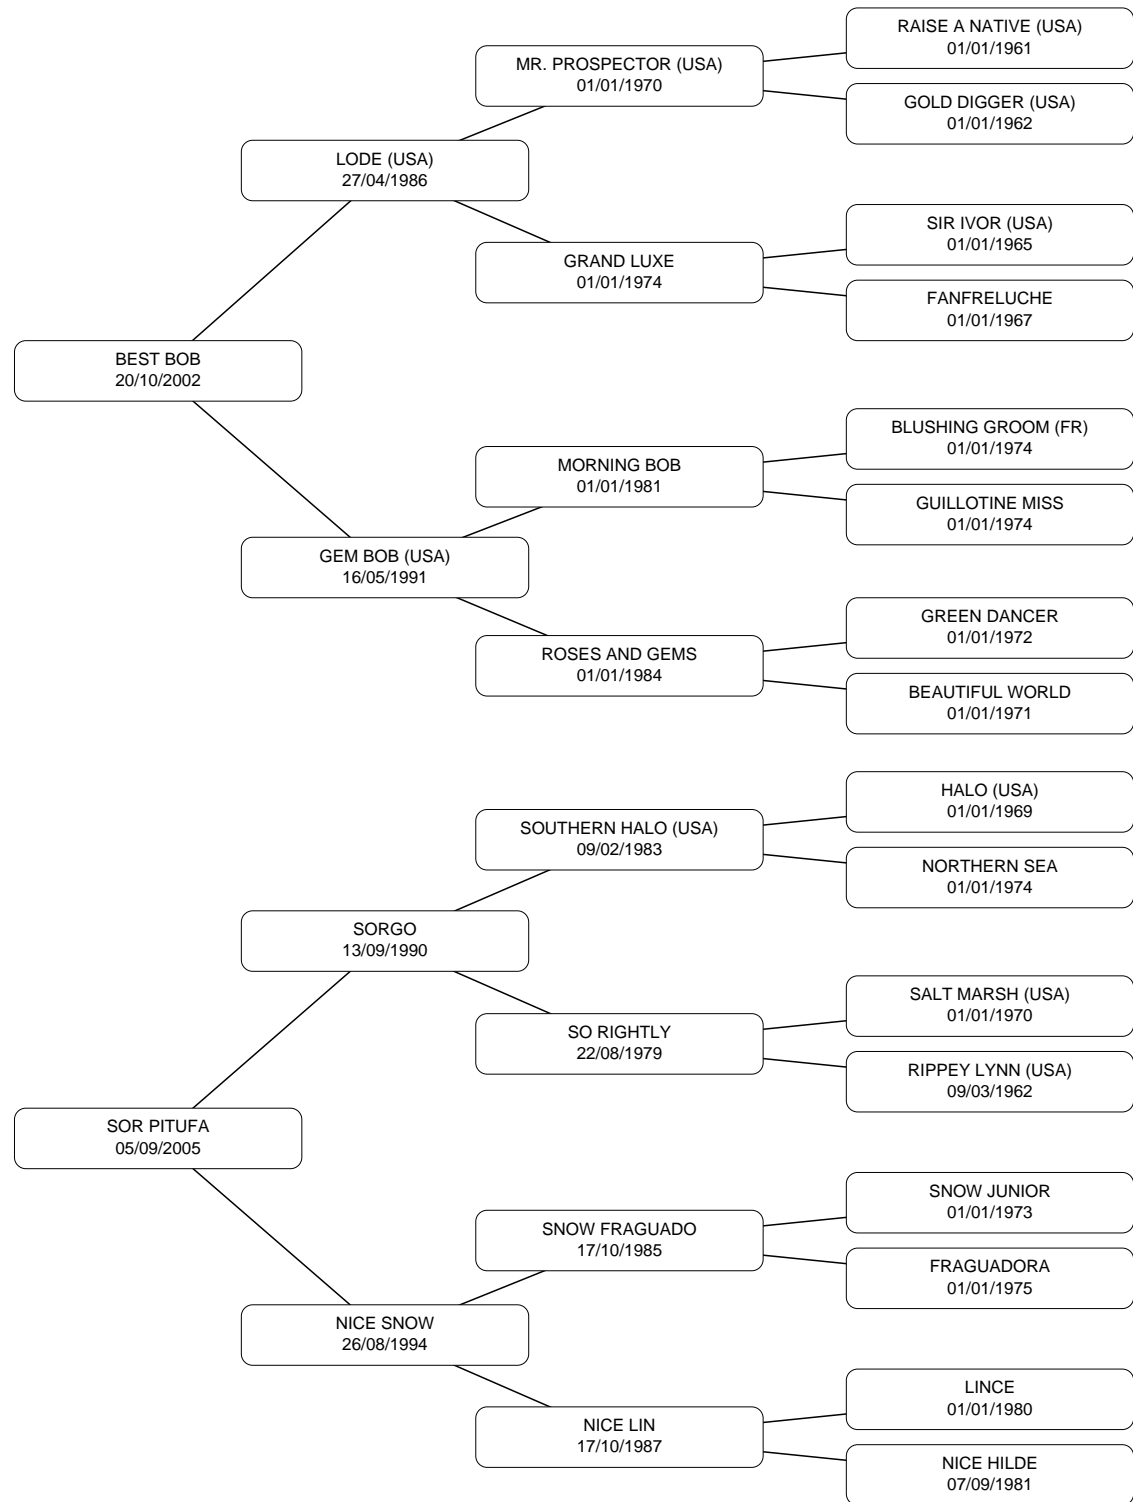 RAISE A NATIVE (USA)
01/01/1961
MR. PROSPECTOR (USA)
01/01/1970
GOLD DIGGER (USA)
01/01/1962
LODE (USA)
27/04/1986
SIR IVOR (USA)
01/01/1965
GRAND LUXE
01/01/1974
FANFRELUCHE
01/01/1967
BEST BOB
20/10/2002
BLUSHING GROOM (FR)
01/01/1974
MORNING BOB
01/01/1981
GUILLOTINE MISS
01/01/1974
GEM BOB (USA)
16/05/1991
GREEN DANCER
01/01/1972
ROSES AND GEMS
01/01/1984
BEAUTIFUL WORLD
01/01/1971
HALO (USA)
01/01/1969
SOUTHERN HALO (USA)
09/02/1983
NORTHERN SEA
01/01/1974
SORGO
13/09/1990
SALT MARSH (USA)
01/01/1970
SO RIGHTLY
22/08/1979
RIPPEY LYNN (USA)
09/03/1962
SOR PITUFA
05/09/2005
SNOW JUNIOR
01/01/1973
SNOW FRAGUADO
17/10/1985
FRAGUADORA
01/01/1975
NICE SNOW
26/08/1994
LINCE
01/01/1980
NICE LIN
17/10/1987
NICE HILDE
07/09/1981